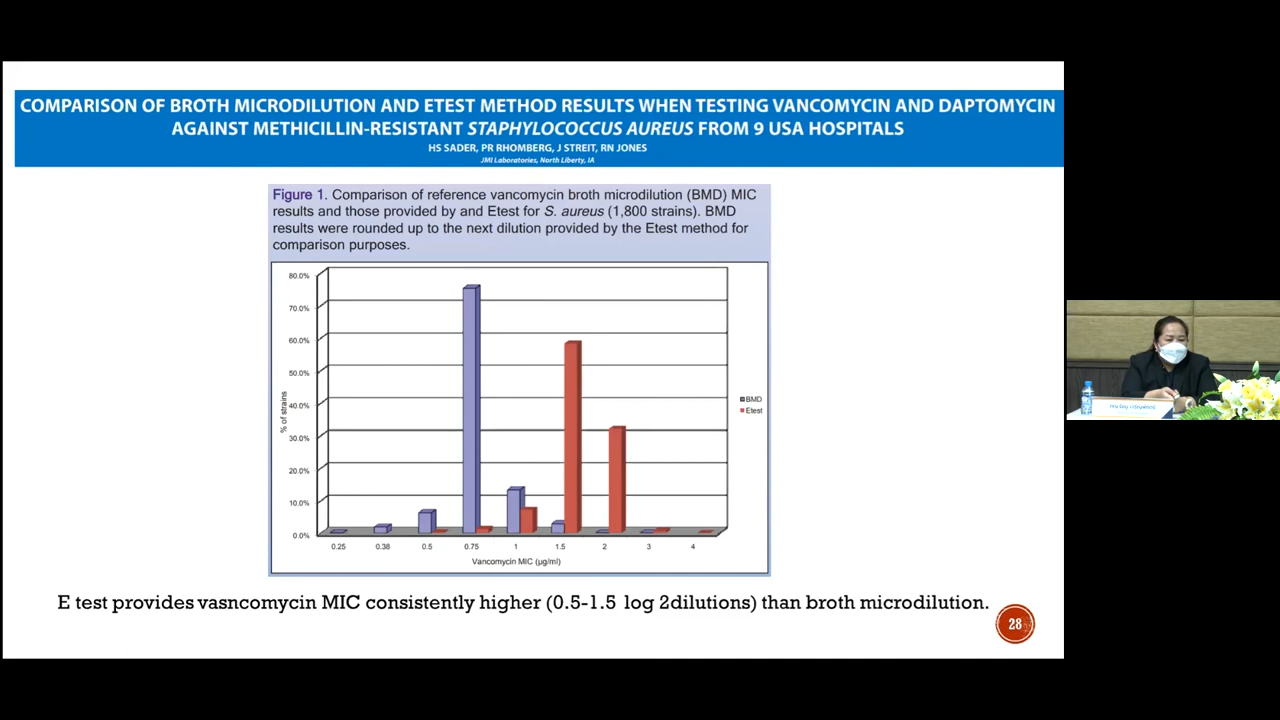 COMPARISON OF BROTH MICRODILUTION AND ETEST METHOD RESULTS WHEN TESTING VANCOMYCIN AND DAPTOMYCIN
AGAINST METHICILLIN-RESISTANT STAPHYLOCOCCUS AUREUS FROM 9 USA HOSPITALS
HS SADER, PR RHOMBERG, J STREIT, RN JONES
JMI Laboratories, North Liberty, IA
Figure 1. Comparison of reference vancomycin broth microdilution (BMD) MIC
results and those provided by and Etest for S. aureus (1,800 strains). BMD
results were rounded up to the next dilution provided by the Etest method for
comparison purposes.
80.0%
70.0%
60.0%
50.0%
40.0%
30.0%
20.0%
10.0%
0.0%
% of strains
BMD
Etest
0.25 0.38 0.5 0.75 1 1.5 2 3 4
Vancomycin MIC (µg/ml)
E test provides vasncomycin MIC consistently higher (0.5-1.5 log 2dilutions) than broth microdilution.
28